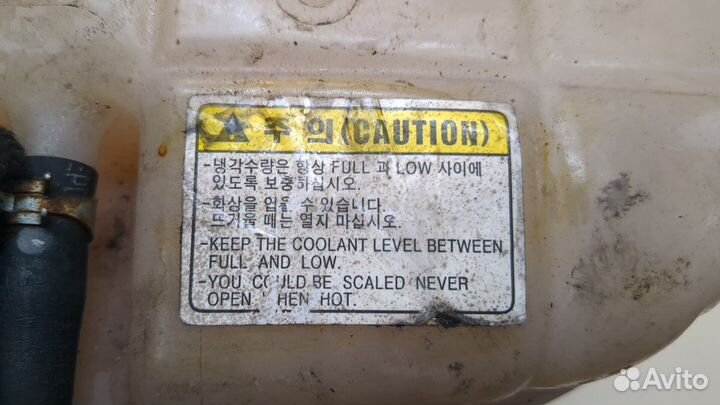 주의(CAUTION)
-냉각수량은 항상 FULL 과 LOW 사이에
있도록 보충하십시오.
-화상을 입을 수 있습니다.
뜨거울 때는 열지 마십시오.
-KEEP THE COOLANT LEVEL BETWEEN
FULL AND LOW.
-YOU COULD BE SCALED NEVER
OPEN WHEN HOT.
Avito